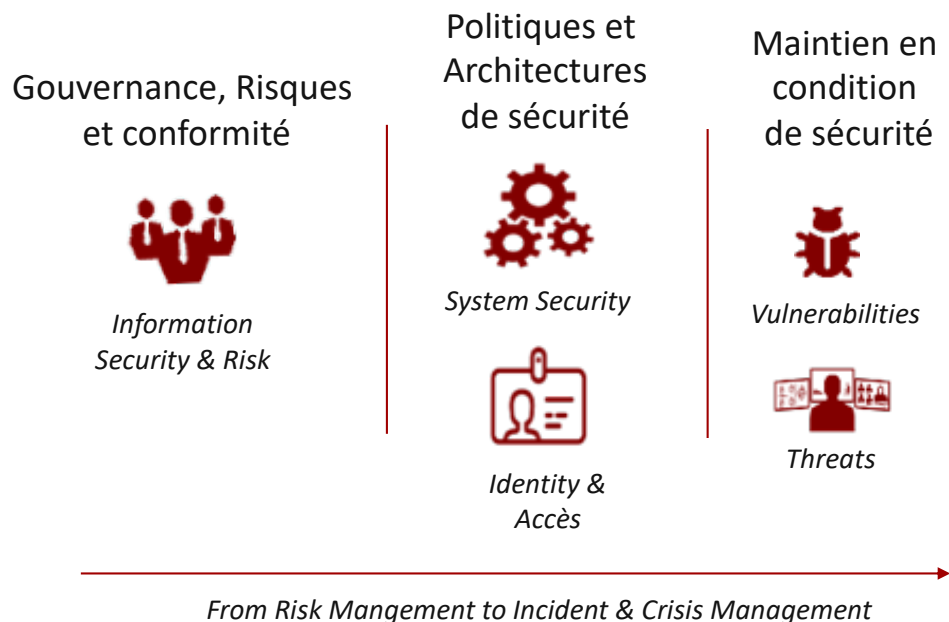 Gouvernance, Risques
et conformité
Information
Security & Risk
Politiques et
Architectures
de sécurité
System Security
Identity &
Accès
Maintien en
condition
de sécurité
Vulnerabilities
Threats
From Risk Mangement to Incident & Crisis Management